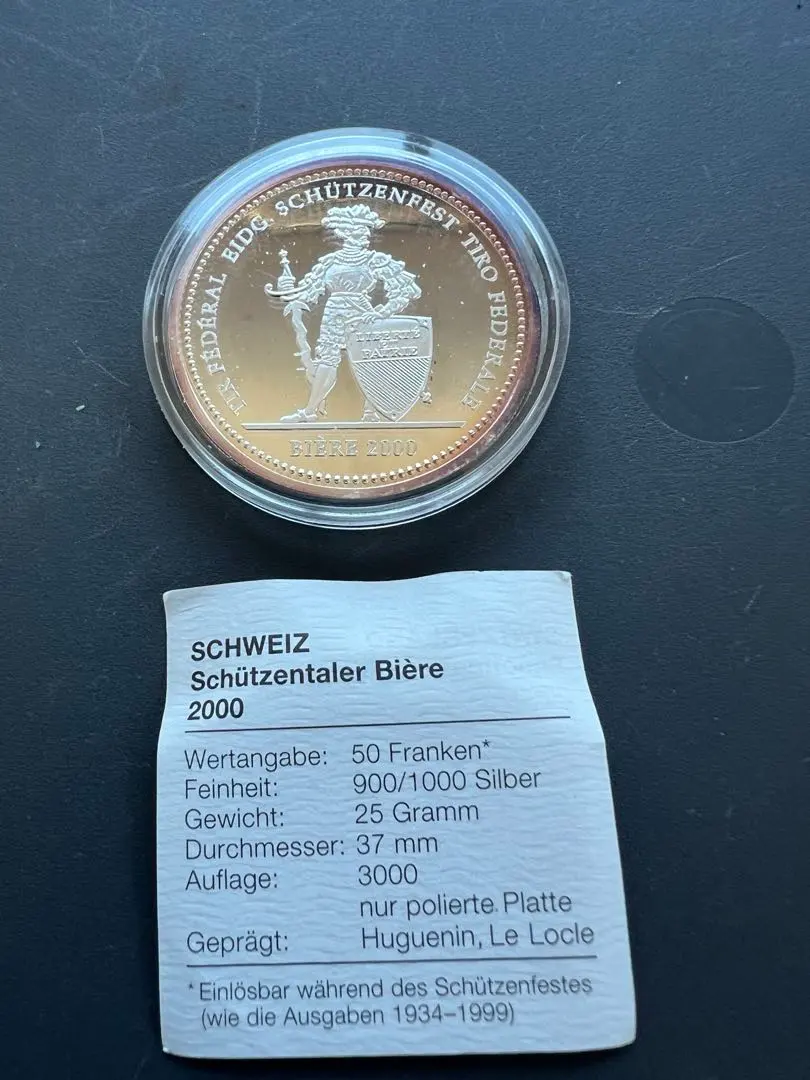 TIR FEDERAL EIDG. SCHÜTZENFEST TIRO FEDERALE
LIBERTÉ
ET
PATRIE
BIÈRE 2000
SCHWEIZ
Schützentaler Bière
2000
Wertangabe: 50 Franken*
Feinheit: 900/1000 Silber
Gewicht: 25 Gramm
Durchmesser: 37 mm
Auflage: 3000
nur polierte Platte
Geprägt: Huguenin, Le Locle
*Einlösbar während des Schützenfestes
(wie die Ausgaben 1934–1999)